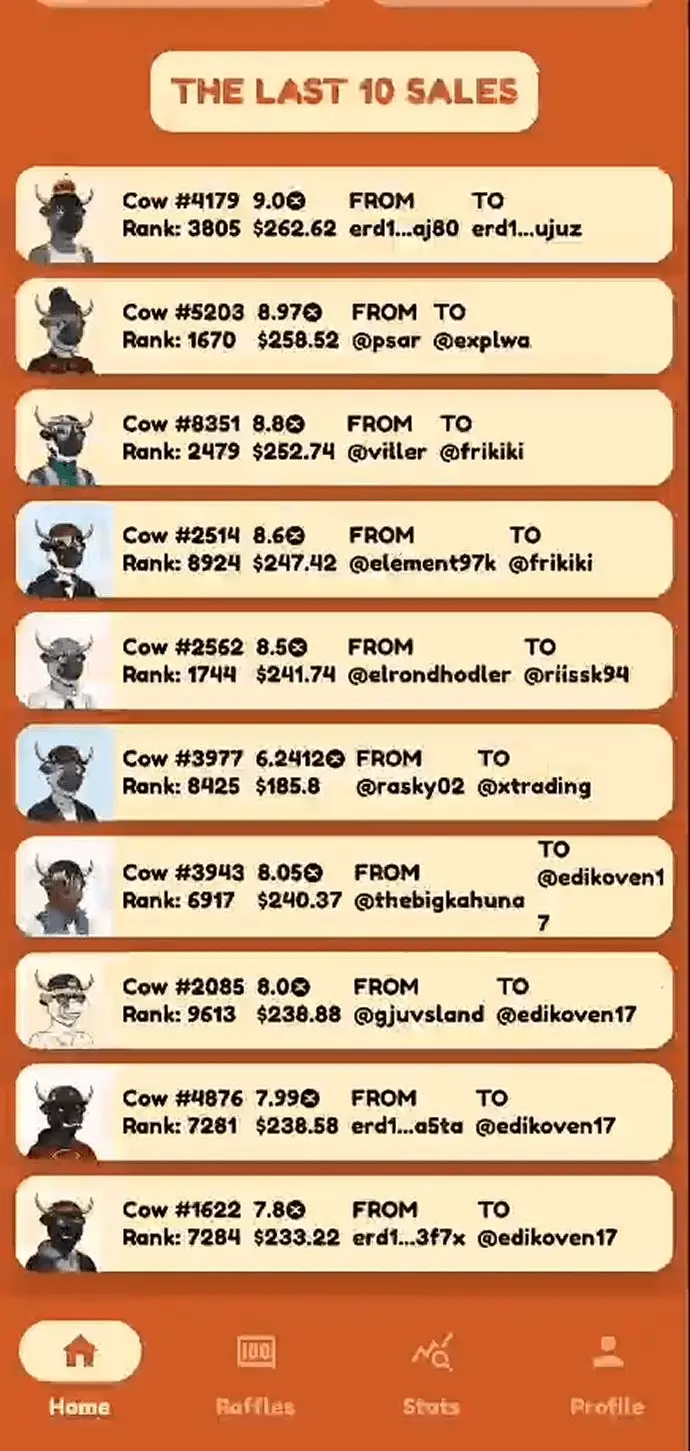 THE LAST 10 SALES
Cow #4179 9.0 FROM TO
Rank: 3805 $262.62 erd1...aj80 erd1...ujuz
Cow #5203 8.97 FROM TO
Rank: 1670 $258.52 @psar @explwa
Cow #8351 8.8 FROM TO
Rank: 2479 $252.74 @viller @frikiki
Cow #2514 8.6 FROM TO
Rank: 8924 $247.42 @element97k @frikiki
Cow #2562 8.5 FROM TO
Rank: 1744 $241.74 @elrondhodler @riissk94
Cow #3977 6.2412 FROM TO
Rank: 8425 $185.8 @rasky02 @xtrading
Cow #3943 8.05 FROM TO
Rank: 6917 $240.37 @thebigkahuna @edikoven1
7
Cow #2085 8.0 FROM TO
Rank: 9613 $238.88 @gjuvsland @edikoven17
Cow #4876 7.99 FROM TO
Rank: 7281 $238.58 erd1...a5ta @edikoven17
Cow #1622 7.8 FROM TO
Rank: 7284 $233.22 erd1...3f7x @edikoven17
Home Raffles Stats Profile